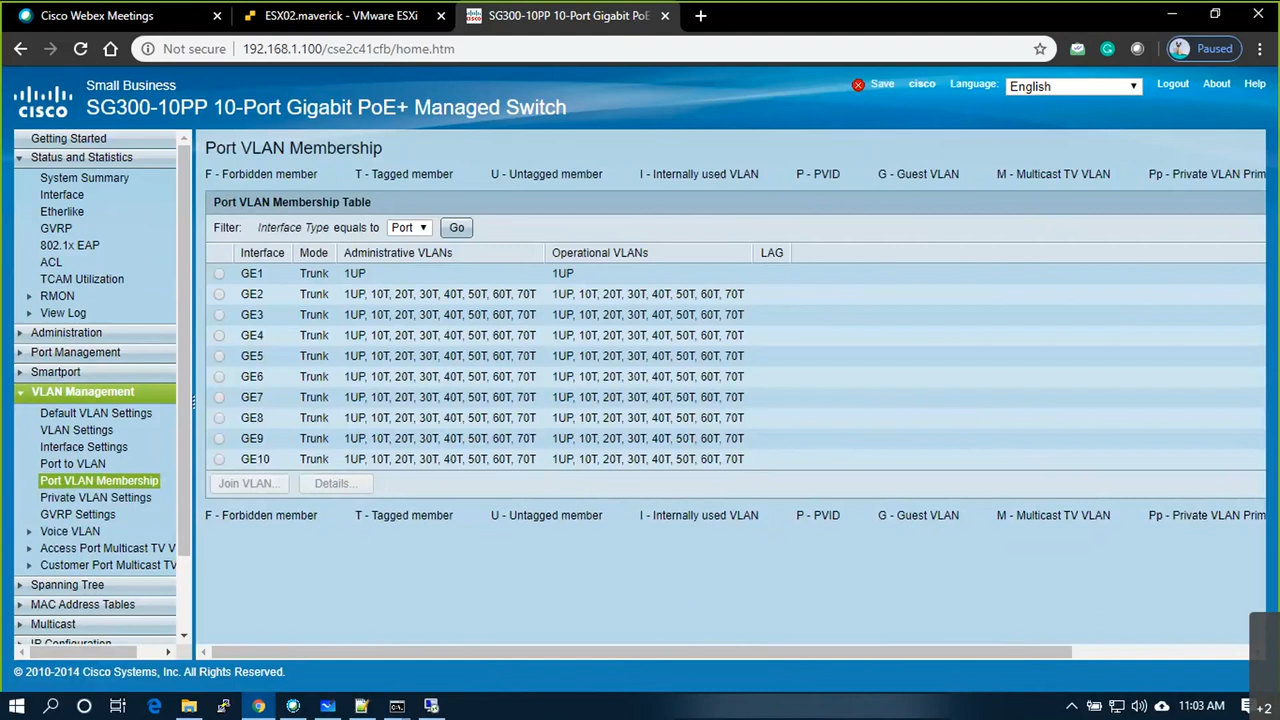 Cisco Webex Meetings
ESX02.maverick - VMware ESXi
SG300-10PP 10-Port Gigabit PoE
Not secure
192.168.1.100/cse2c41cfb/home.htm
Paused
Small Business
CISCO
SG300-10PP 10-Port Gigabit PoE+ Managed Switch
Save
cisco
Language:
English
Logout
About
Help
Getting Started
Status and Statistics
System Summary
Interface
Etherlike
GVRP
802.1x EAP
ACL
TCAM Utilization
RMON
View Log
Administration
Port Management
Smartport
VLAN Management
Default VLAN Settings
VLAN Settings
Interface Settings
Port to VLAN
Port VLAN Membership
Private VLAN Settings
GVRP Settings
Voice VLAN
Access Port Multicast TV V
Customer Port Multicast TV
Spanning Tree
MAC Address Tables
Multicast
IP Configuration
Port VLAN Membership
F - Forbidden member T - Tagged member U - Untagged member I - Internally used VLAN P - PVID G - Guest VLAN M - Multicast TV VLAN Pp - Private VLAN Prim
Port VLAN Membership Table
Filter: Interface Type equals to Port Go
Interface Mode Administrative VLANs Operational VLANs LAG
GE1 Trunk 1UP 1UP
GE2 Trunk 1UP, 10T, 20T, 30T, 40T, 50T, 60T, 70T 1UP, 10T, 20T, 30T, 40T, 50T, 60T, 70T
GE3 Trunk 1UP, 10T, 20T, 30T, 40T, 50T, 60T, 70T 1UP, 10T, 20T, 30T, 40T, 50T, 60T, 70T
GE4 Trunk 1UP, 10T, 20T, 30T, 40T, 50T, 60T, 70T 1UP, 10T, 20T, 30T, 40T, 50T, 60T, 70T
GE5 Trunk 1UP, 10T, 20T, 30T, 40T, 50T, 60T, 70T 1UP, 10T, 20T, 30T, 40T, 50T, 60T, 70T
GE6 Trunk 1UP, 10T, 20T, 30T, 40T, 50T, 60T, 70T 1UP, 10T, 20T, 30T, 40T, 50T, 60T, 70T
GE7 Trunk 1UP, 10T, 20T, 30T, 40T, 50T, 60T, 70T 1UP, 10T, 20T, 30T, 40T, 50T, 60T, 70T
GE8 Trunk 1UP, 10T, 20T, 30T, 40T, 50T, 60T, 70T 1UP, 10T, 20T, 30T, 40T, 50T, 60T, 70T
GE9 Trunk 1UP, 10T, 20T, 30T, 40T, 50T, 60T, 70T 1UP, 10T, 20T, 30T, 40T, 50T, 60T, 70T
GE10 Trunk 1UP, 10T, 20T, 30T, 40T, 50T, 60T, 70T 1UP, 10T, 20T, 30T, 40T, 50T, 60T, 70T
Join VLAN... Details...
F - Forbidden member T - Tagged member U - Untagged member I - Internally used VLAN P - PVID G - Guest VLAN M - Multicast TV VLAN Pp - Private VLAN Prim
© 2010-2014 Cisco Systems, Inc. All Rights Reserved.
11:03 AM
+2